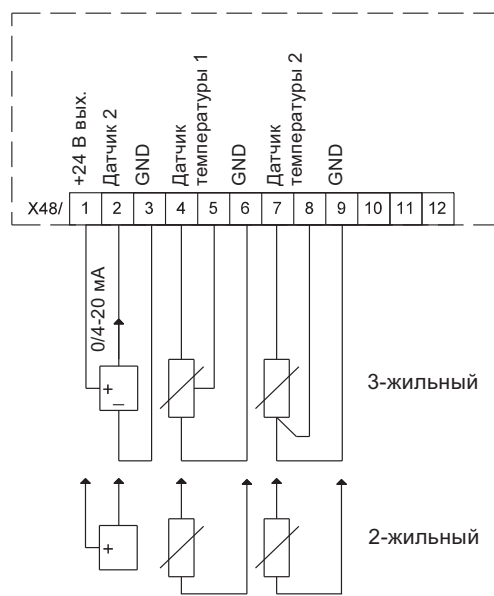 +24 В вых.
Датчик 2
GND
Датчик
температуры 1
GND
Датчик
температуры 2
GND
X48/ 1 2 3 4 5 6 7 8 9 10 11 12
0/4-20 мА
+
–
3-жильный
+
2-жильный